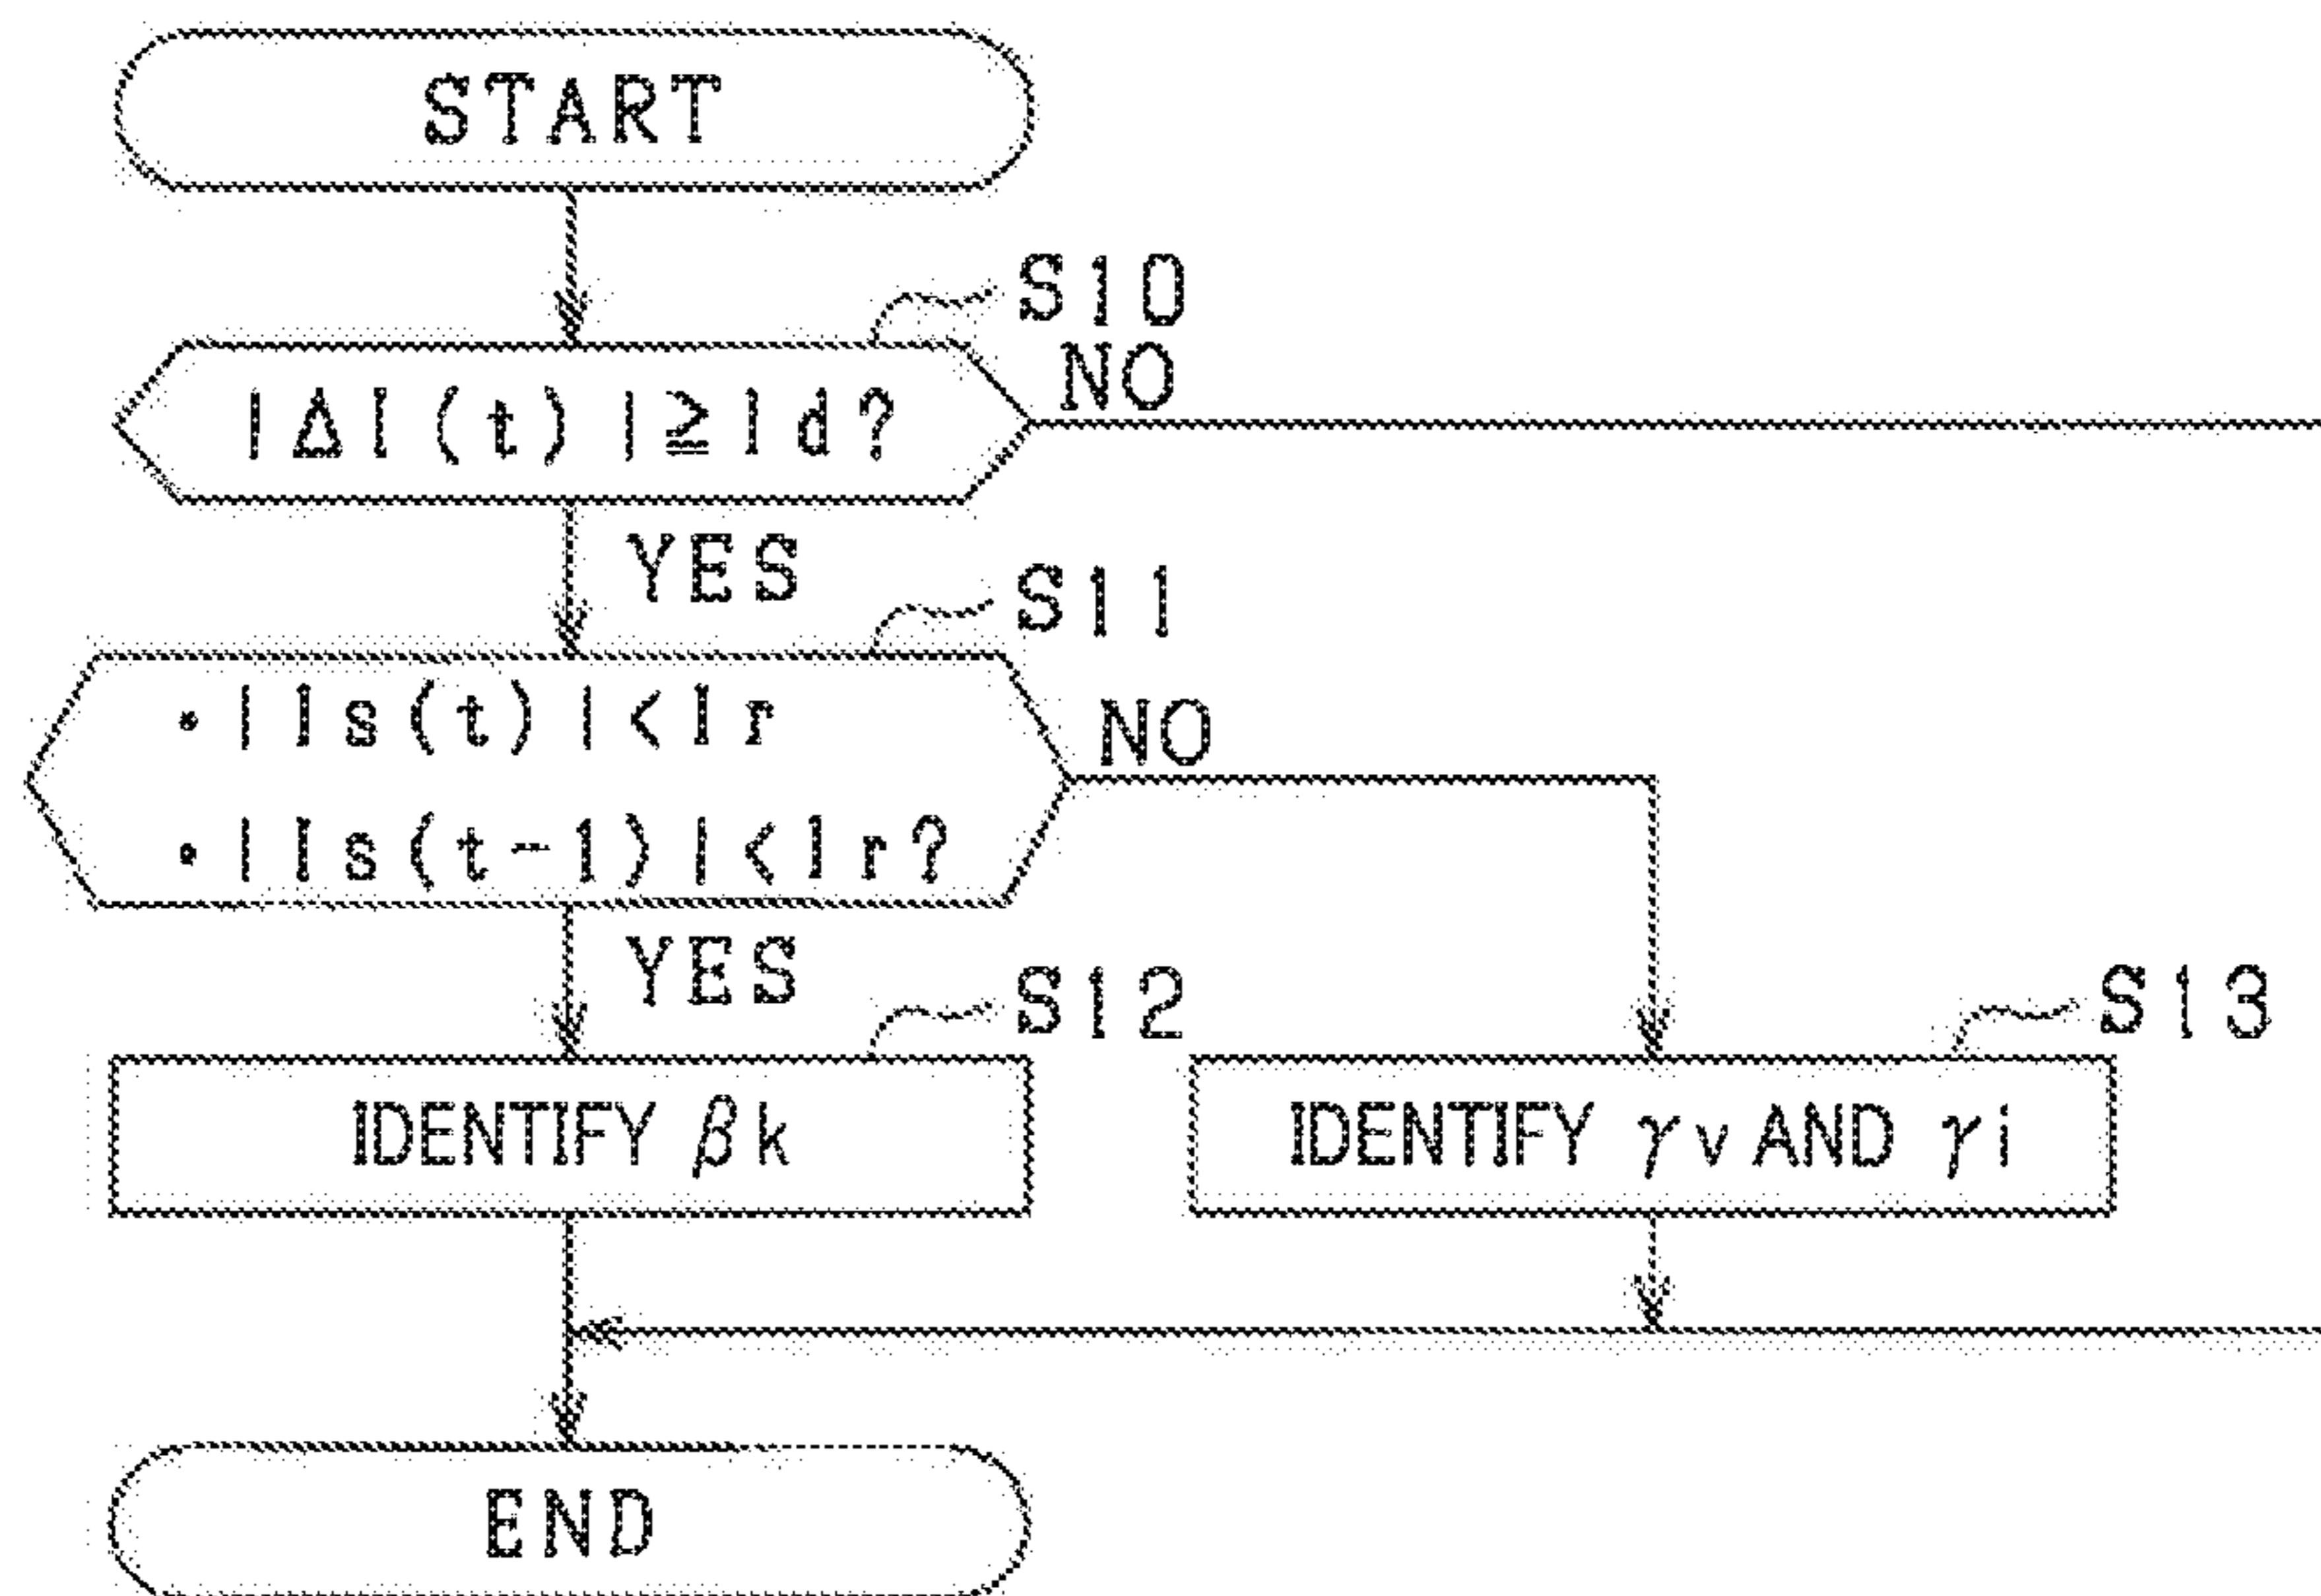 START
S10
|ΔI(t)|≧Id?
NO
YES
S11
・|Is(t)|<Ir
・|Is(t-1)|<Ir?
NO
YES
S12
IDENTIFY βk
S13
IDENTIFY γv AND γi
END